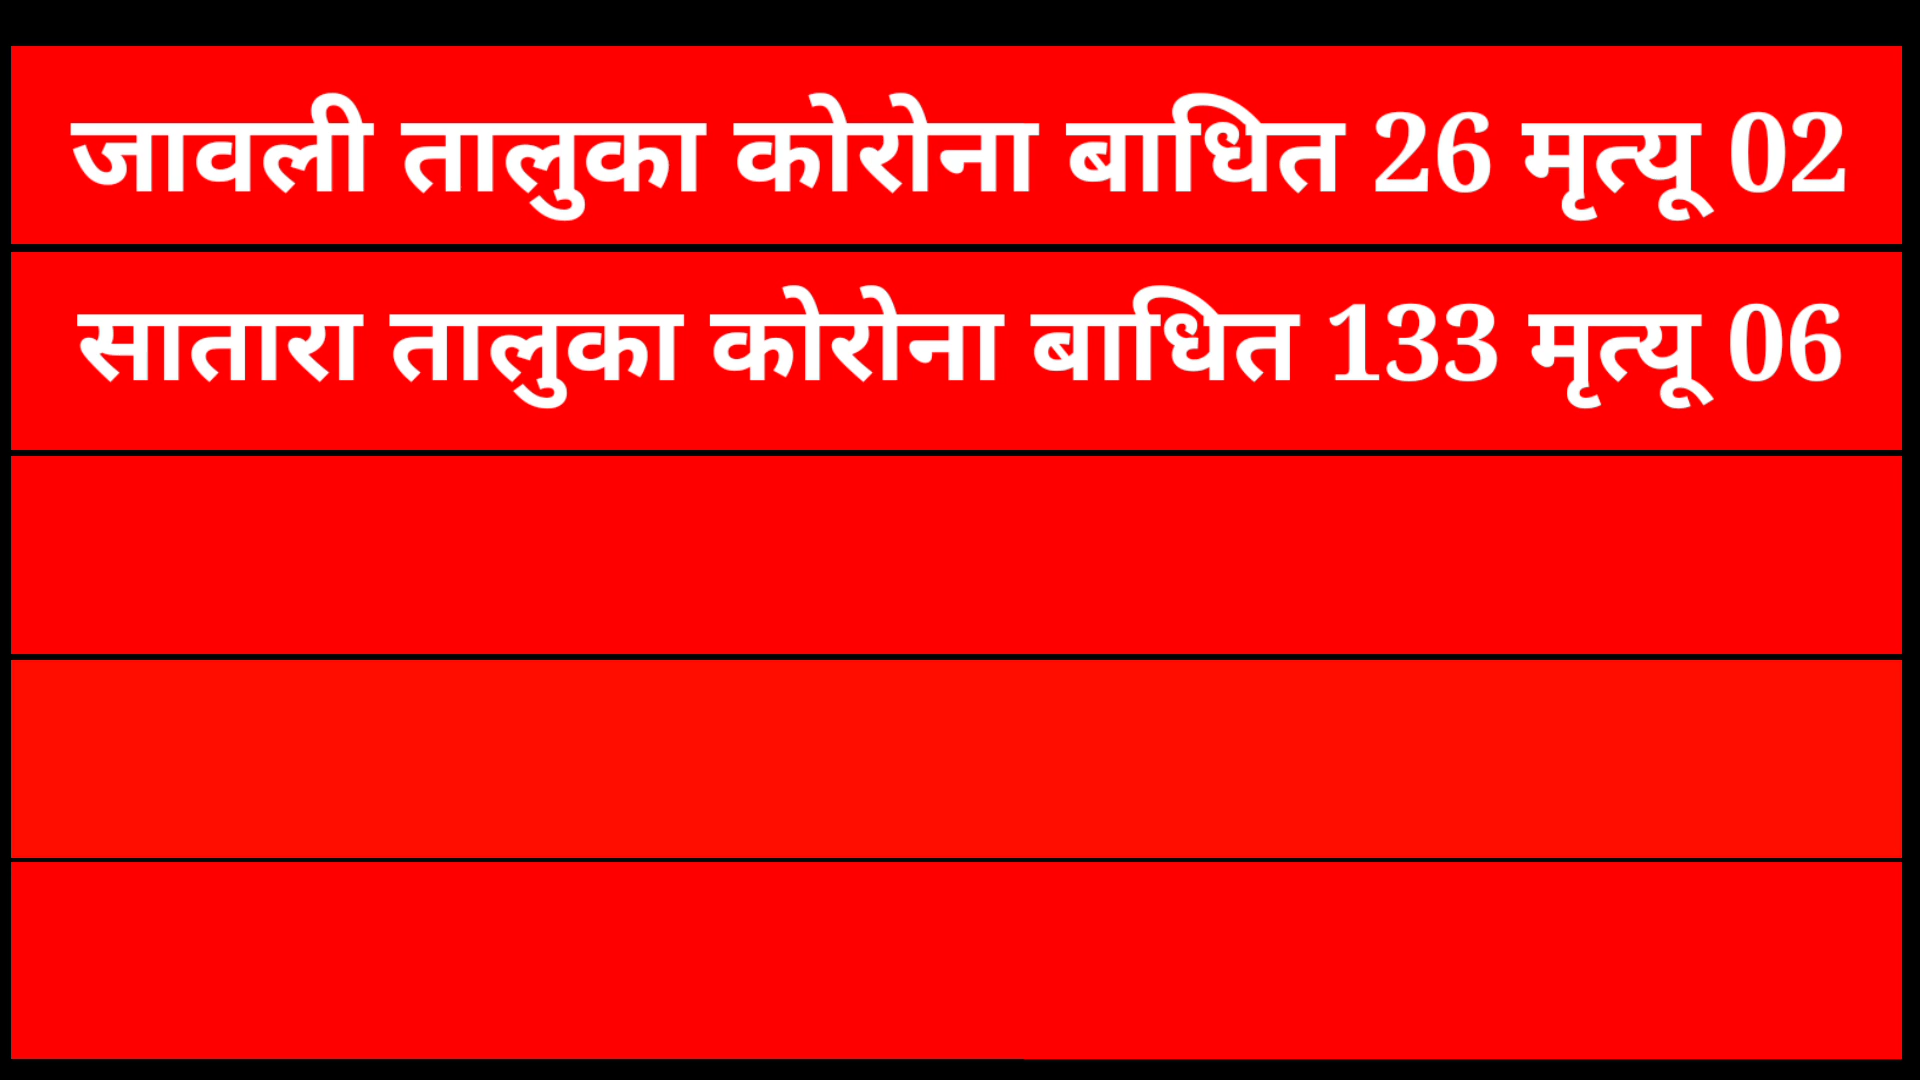 जावली तालुका कोरोना बाधित 26 मृत्यू 02
सातारा तालुका कोरोना बाधित 133 मृत्यू 06